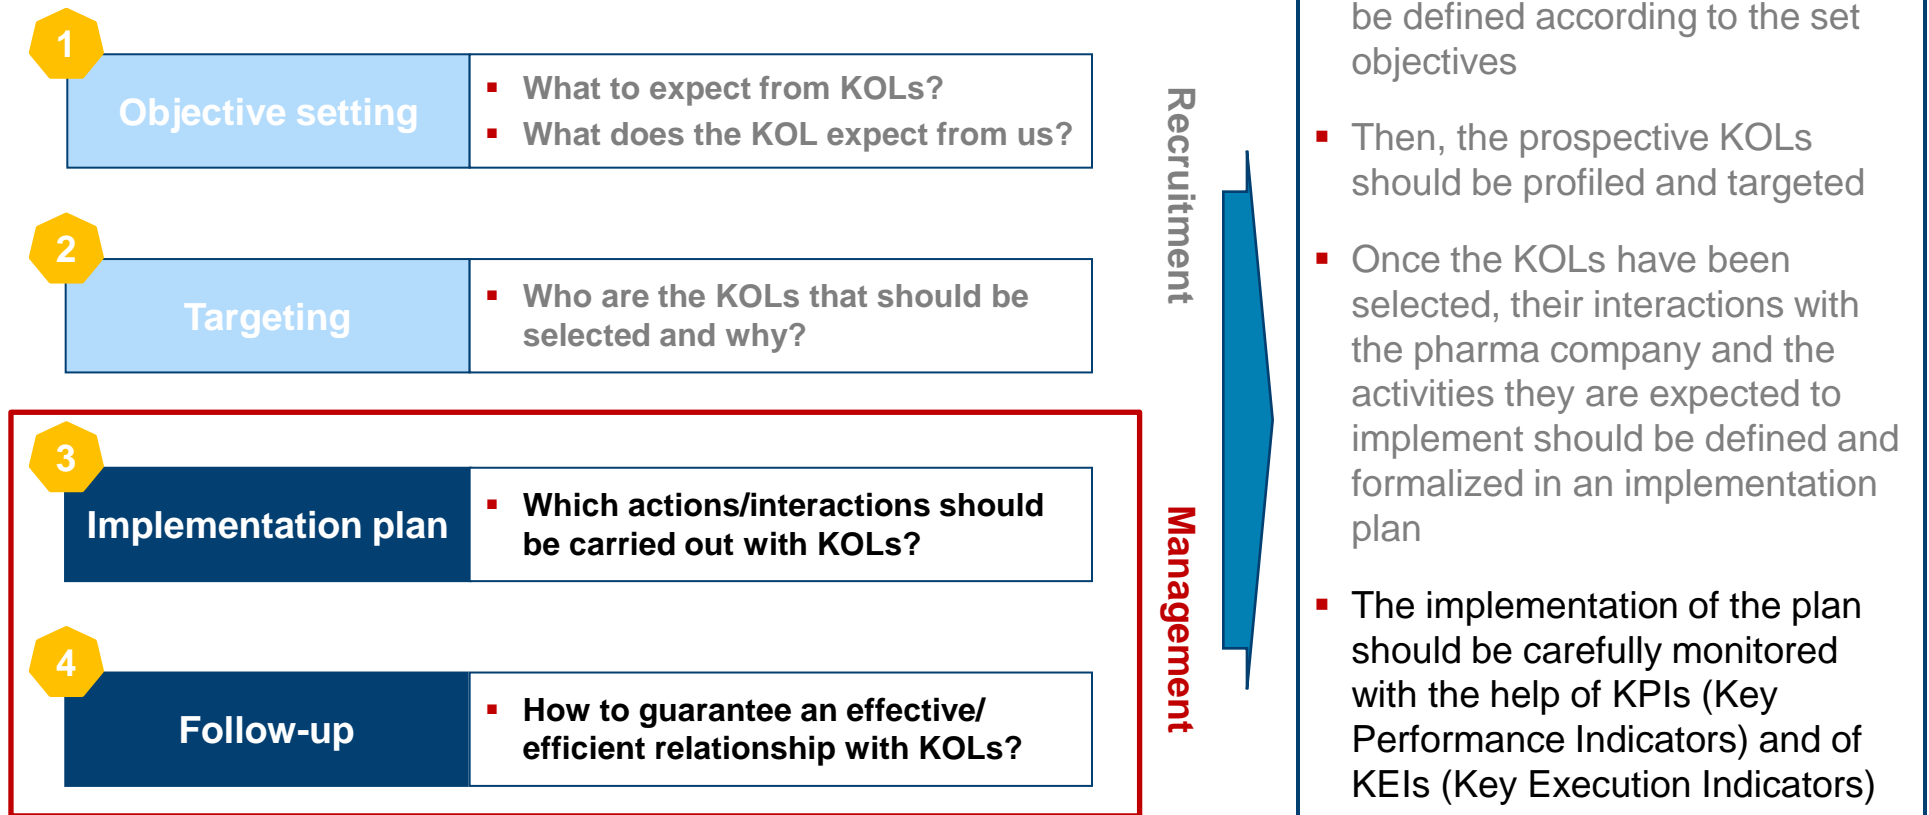 1
Objective setting
▪ What to expect from KOLs?
▪ What does the KOL expect from us?
2
Targeting
▪ Who are the KOLs that should be
selected and why?
3
Implementation plan
▪ Which actions/interactions should
be carried out with KOLs?
4
Follow-up
▪ How to guarantee an effective/
efficient relationship with KOLs?
Recruitment
Management
be defined according to the set
objectives
▪ Then, the prospective KOLs
should be profiled and targeted
▪ Once the KOLs have been
selected, their interactions with
the pharma company and the
activities they are expected to
implement should be defined and
formalized in an implementation
plan
▪ The implementation of the plan
should be carefully monitored
with the help of KPIs (Key
Performance Indicators) and of
KEIs (Key Execution Indicators)